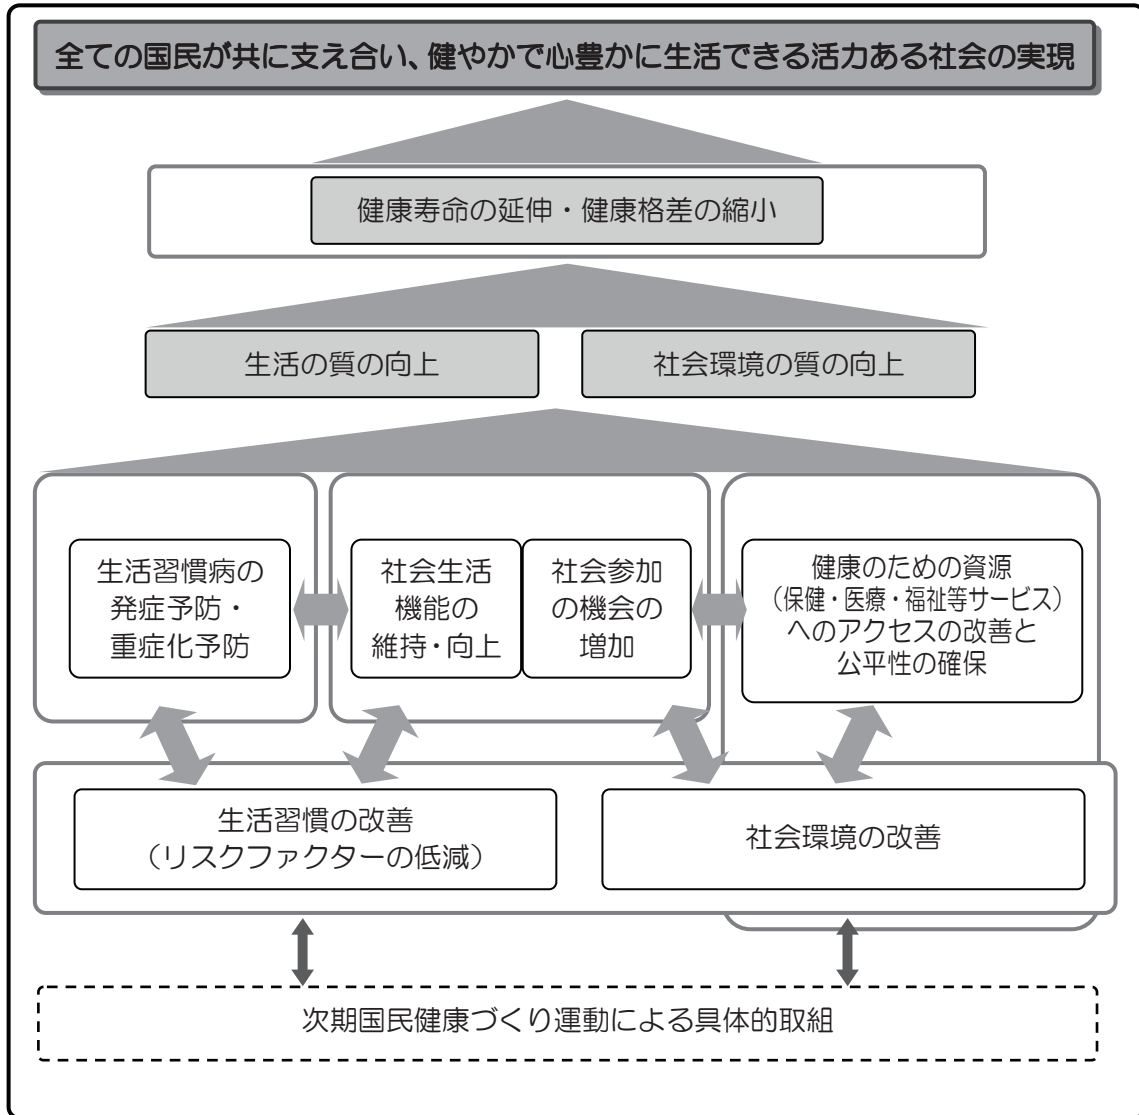 全ての国民が共に支え合い、健やかで心豊かに生活できる活力ある社会の実現
健康寿命の延伸・健康格差の縮小
生活の質の向上
社会環境の質の向上
生活習慣病の
発症予防・
重症化予防
社会生活
機能の
維持・向上
社会参加
の機会の
増加
健康のための資源
（保健・医療・福祉等サービス）
へのアクセスの改善と
公平性の確保
生活習慣の改善
（リスクファクターの低減）
社会環境の改善
次期国民健康づくり運動による具体的取組